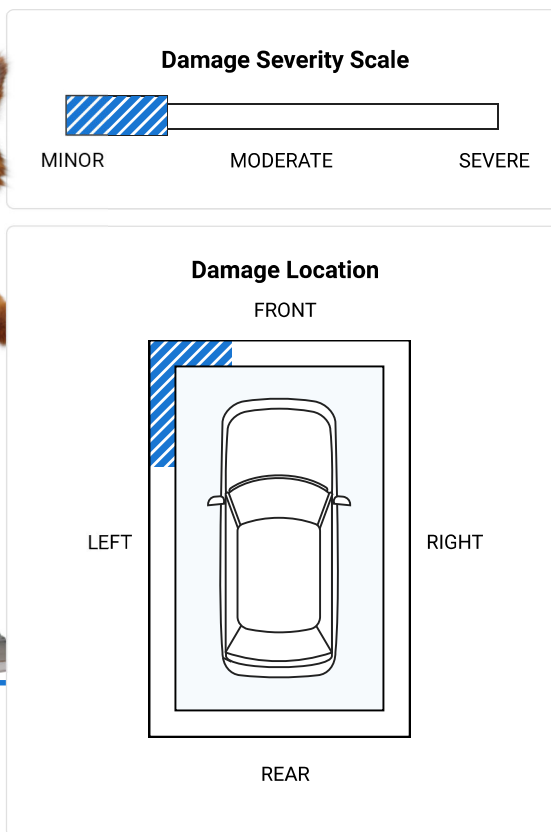 Damage Severity Scale
MINOR MODERATE SEVERE
Damage Location
FRONT
LEFT RIGHT
REAR